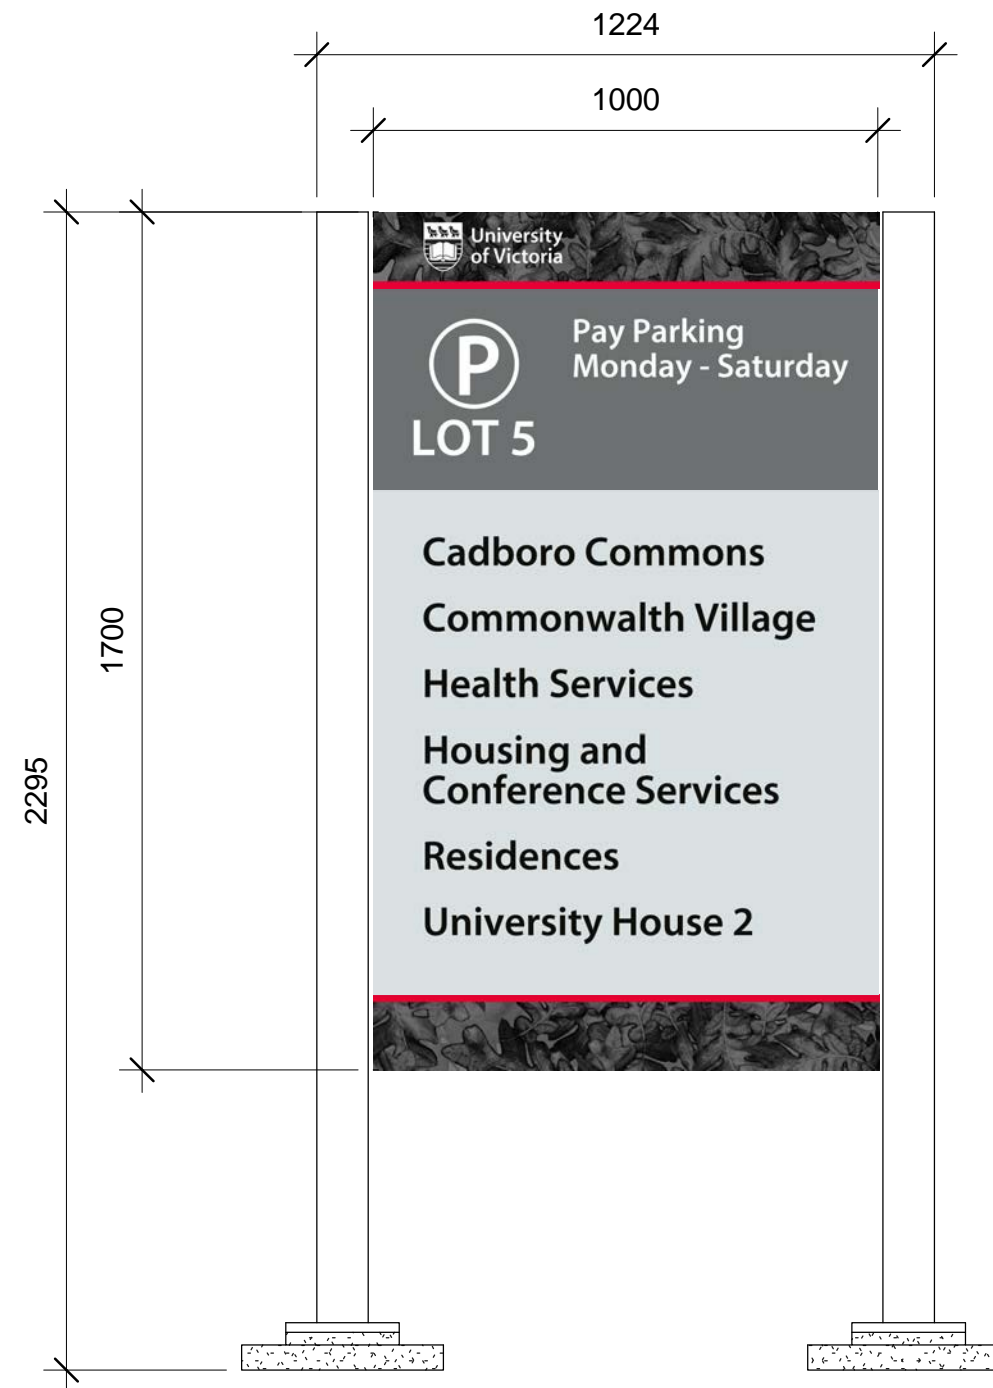 1224
1000
University
of Victoria
P
Pay Parking
Monday - Saturday
LOT 5
Cadboro Commons
Commonwalth Village
1700
Health Services
Housing and
Conference Services
2295
Residences
University House 2